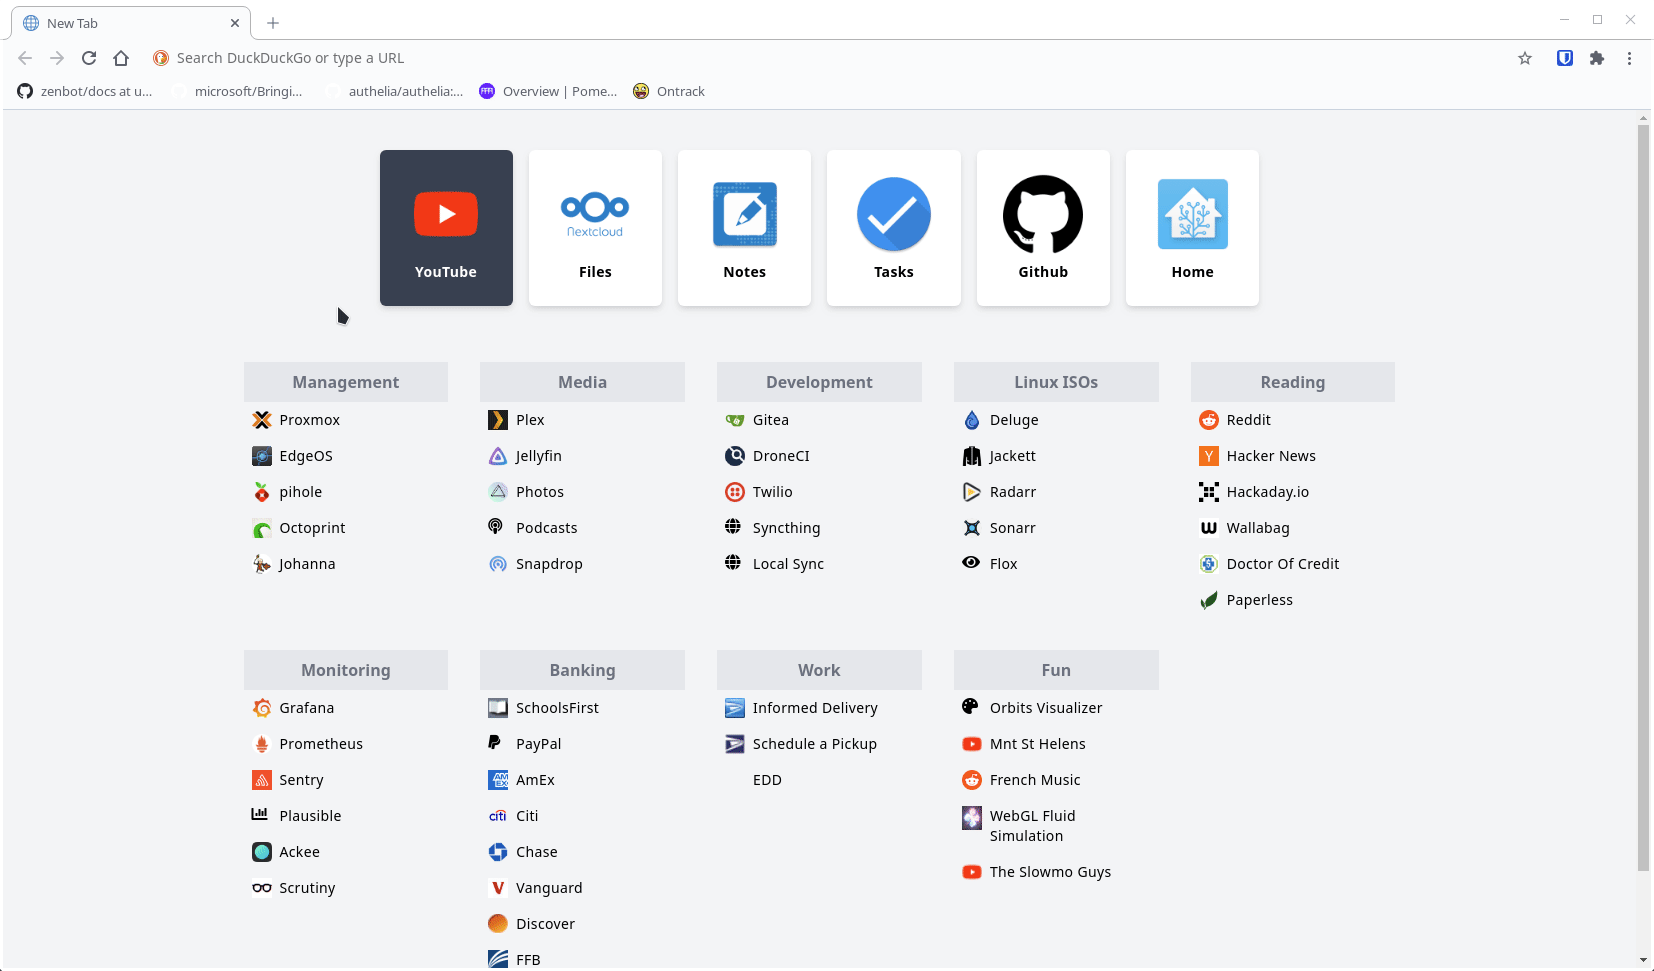 New Tab
Search DuckDuckGo or type a URL
zenbot/docs at u... microsoft/Bringi... authelia/authelia:... Overview | Pome... Ontrack
YouTube
nextcloud
Files
Notes
Tasks
Github
Home
Management
Proxmox
EdgeOS
pihole
Octoprint
Johanna
Media
Plex
Jellyfin
Photos
Podcasts
Snapdrop
Development
Gitea
DroneCI
Twilio
Syncthing
Local Sync
Linux ISOs
Deluge
Jackett
Radarr
Sonarr
Flox
Reading
Reddit
Hacker News
Hackaday.io
Wallabag
Doctor Of Credit
Paperless
Monitoring
Grafana
Prometheus
Sentry
Plausible
Ackee
Scrutiny
Banking
SchoolsFirst
PayPal
AmEx
Citi
Chase
Vanguard
Discover
FFB
Work
Informed Delivery
Schedule a Pickup
EDD
Fun
Orbits Visualizer
Mnt St Helens
French Music
WebGL Fluid
Simulation
The Slowmo Guys